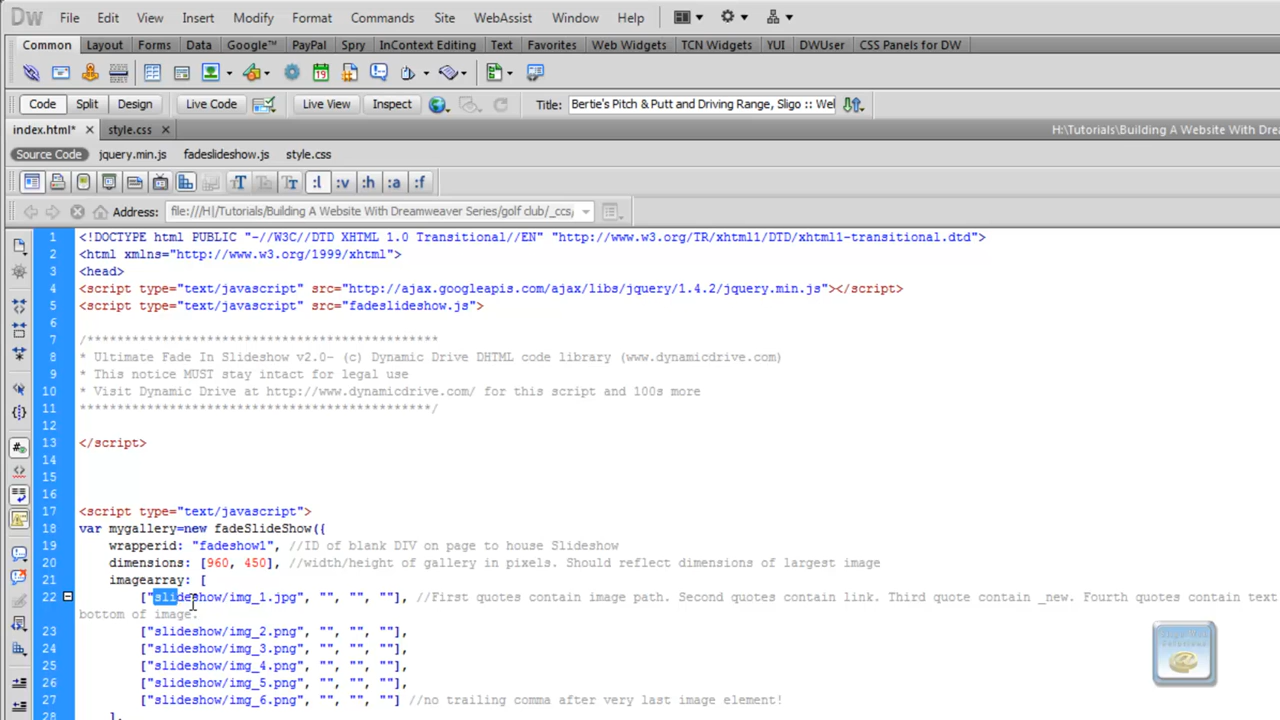 Dw File Edit View Insert Modify Format Commands Site WebAssist Window Help
Common Layout Forms Data Google™ PayPal Spry InContext Editing Text Favorites Web Widgets TCN Widgets YUI DWUser CSS Panels for DW
Code Split Design Live Code Live View Inspect Title: Bertie's Pitch & Putt and Driving Range, Sligo :: Wel
index.html* style.css H:\Tutorials\Building A Website With Dreamweaver Series\golf
Source Code jquery.min.js fadeslideshow.js style.css
:l :v :h :a :f
Address: file:///H|/Tutorials/Building A Website With Dreamweaver Series/golf club/_ccs,
1 <!DOCTYPE html PUBLIC "-//W3C//DTD XHTML 1.0 Transitional//EN" "http://www.w3.org/TR/xhtml1/DTD/xhtml1-transitional.dtd">
2 <html xmlns="http://www.w3.org/1999/xhtml">
3 <head>
4 <script type="text/javascript" src="http://ajax.googleapis.com/ajax/libs/jquery/1.4.2/jquery.min.js"></script>
5 <script type="text/javascript" src="fadeslideshow.js">
6
7 /***********************************************
8 * Ultimate Fade In Slideshow v2.0- (c) Dynamic Drive DHTML code library (www.dynamicdrive.com)
9 * This notice MUST stay intact for legal use
10 * Visit Dynamic Drive at http://www.dynamicdrive.com/ for this script and 100s more
11 ***********************************************/
12
13 </script>
14
15
16
17 <script type="text/javascript">
18 var mygallery=new fadeSlideShow({
19 wrapperid: "fadeshow1", //ID of blank DIV on page to house Slideshow
20 dimensions: [960, 450], //width/height of gallery in pixels. Should reflect dimensions of largest image
21 imagearray: [
22 ["slideshow/img_1.jpg", "", "", ""], //First quotes contain image path. Second quotes contain link. Third quote contain _new. Fourth quotes contain text
bottom of image.
23 ["slideshow/img_2.png", "", "", ""],
24 ["slideshow/img_3.png", "", "", ""],
25 ["slideshow/img_4.png", "", "", ""],
26 ["slideshow/img_5.png", "", "", ""],
27 ["slideshow/img_6.png", "", "", ""] //no trailing comma after very last image element!
28 ],